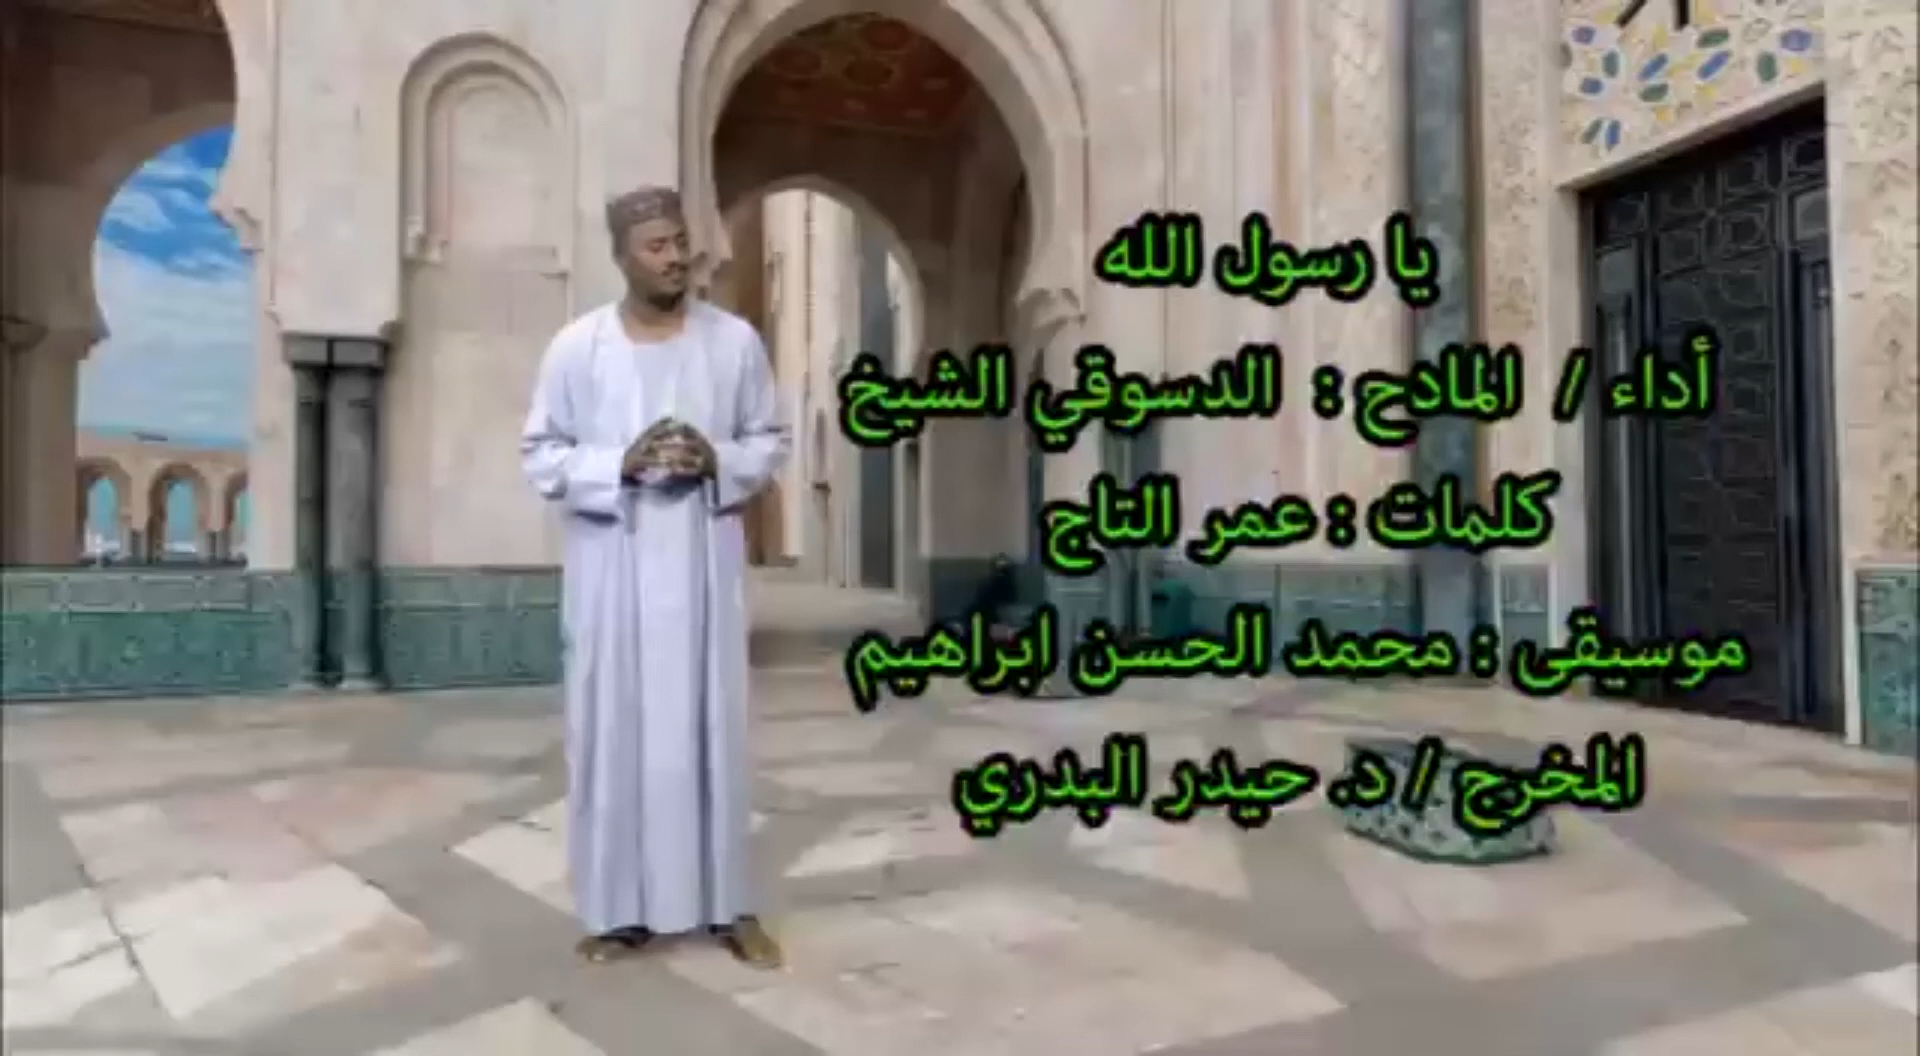 يا رسول الله
أداء / المادح : الدسوقي الشيخ
كلمات : عمر التاج
موسيقى : محمد الحسن ابراهيم
المخرج / د. حيدر البدري